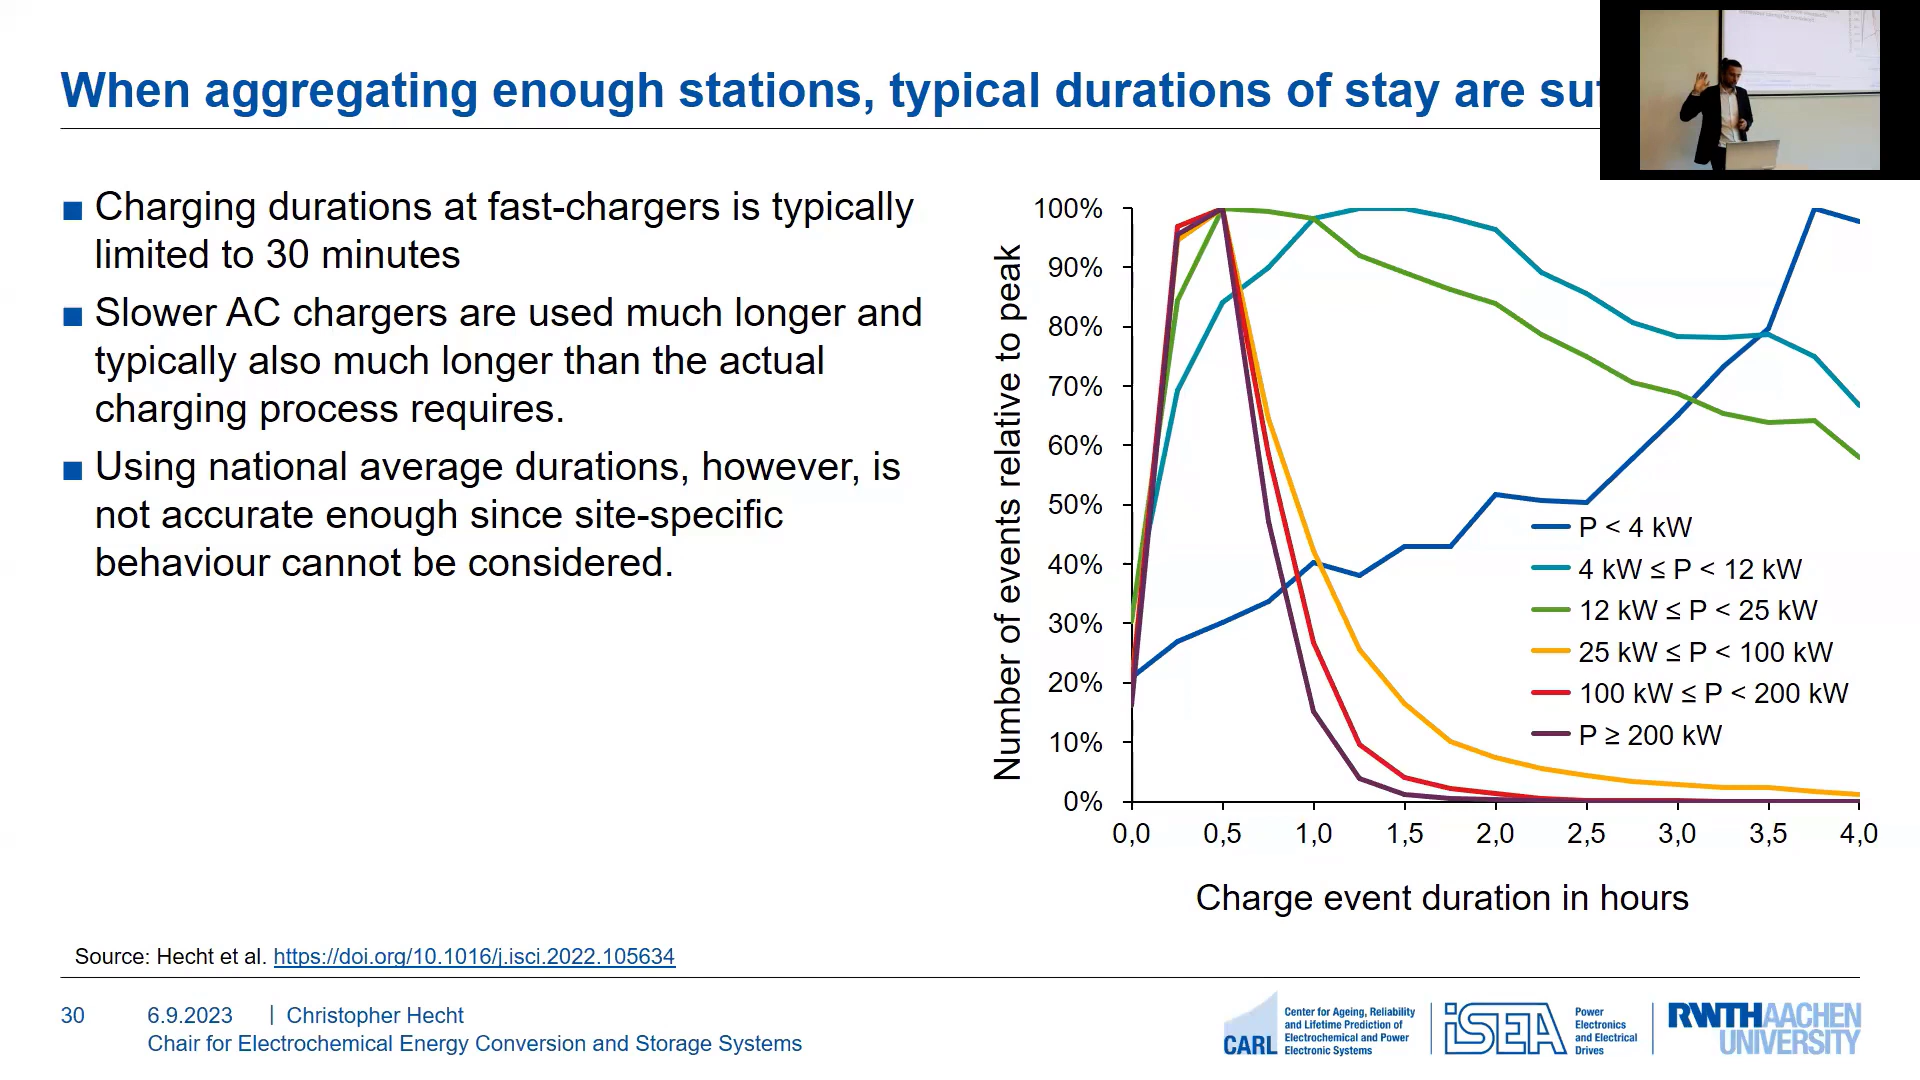 When aggregating enough stations, typical durations of stay are
Charging durations at fast-chargers is typically
limited to 30 minutes
Slower AC chargers are used much longer and
typically also much longer than the actual
charging process requires.
Using national average durations, however, is
not accurate enough since site-specific
behaviour cannot be considered.
Number of events relative to peak
100%
90%
80%
70%
60%
50%
40%
30%
20%
10%
0%
0,0 0,5 1,0 1,5 2,0 2,5 3,0 3,5 4,0
Charge event duration in hours
P < 4 kW
4 kW ≤ P < 12 kW
12 kW ≤ P < 25 kW
25 kW ≤ P < 100 kW
100 kW ≤ P < 200 kW
P ≥ 200 kW
Source: Hecht et al. https://doi.org/10.1016/j.isci.2022.105634
30 6.9.2023 | Christopher Hecht
Chair for Electrochemical Energy Conversion and Storage Systems
CARL
Center for Ageing, Reliability
and Lifetime Prediction of
Electrochemical and Power
Electronic Systems
iSEA
Power
Electronics
and Electrical
Drives
RWTHAACHEN
UNIVERSITY